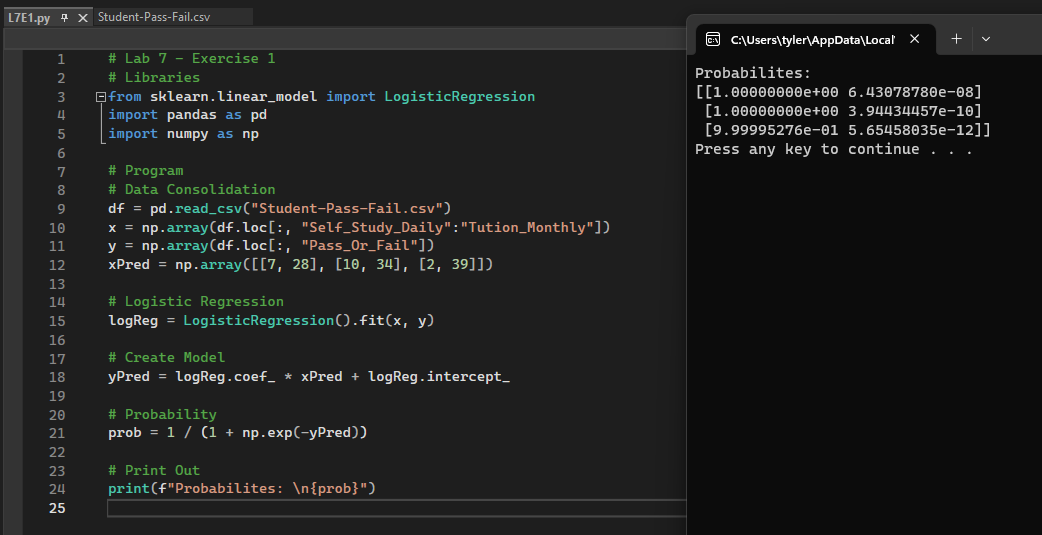 L7E1.py
Student-Pass-Fail.csv
1 # Lab 7 - Exercise 1
2 # Libraries
3 from sklearn.linear_model import LogisticRegression
4 import pandas as pd
5 import numpy as np
6
7 # Program
8 # Data Consolidation
9 df = pd.read_csv("Student-Pass-Fail.csv")
10 x = np.array(df.loc[:, "Self_Study_Daily":"Tution_Monthly"])
11 y = np.array(df.loc[:, "Pass_Or_Fail"])
12 xPred = np.array([[7, 28], [10, 34], [2, 39]])
13
14 # Logistic Regression
15 logReg = LogisticRegression().fit(x, y)
16
17 # Create Model
18 yPred = logReg.coef_ * xPred + logReg.intercept_
19
20 # Probability
21 prob = 1 / (1 + np.exp(-yPred))
22
23 # Print Out
24 print(f"Probabilites: \n{prob}")
25
C:\Users\tyler\AppData\Local\
Probabilites:
[[1.00000000e+00 6.43078780e-08]
[1.00000000e+00 3.94434457e-10]
[9.99995276e-01 5.65458035e-12]]
Press any key to continue . . .